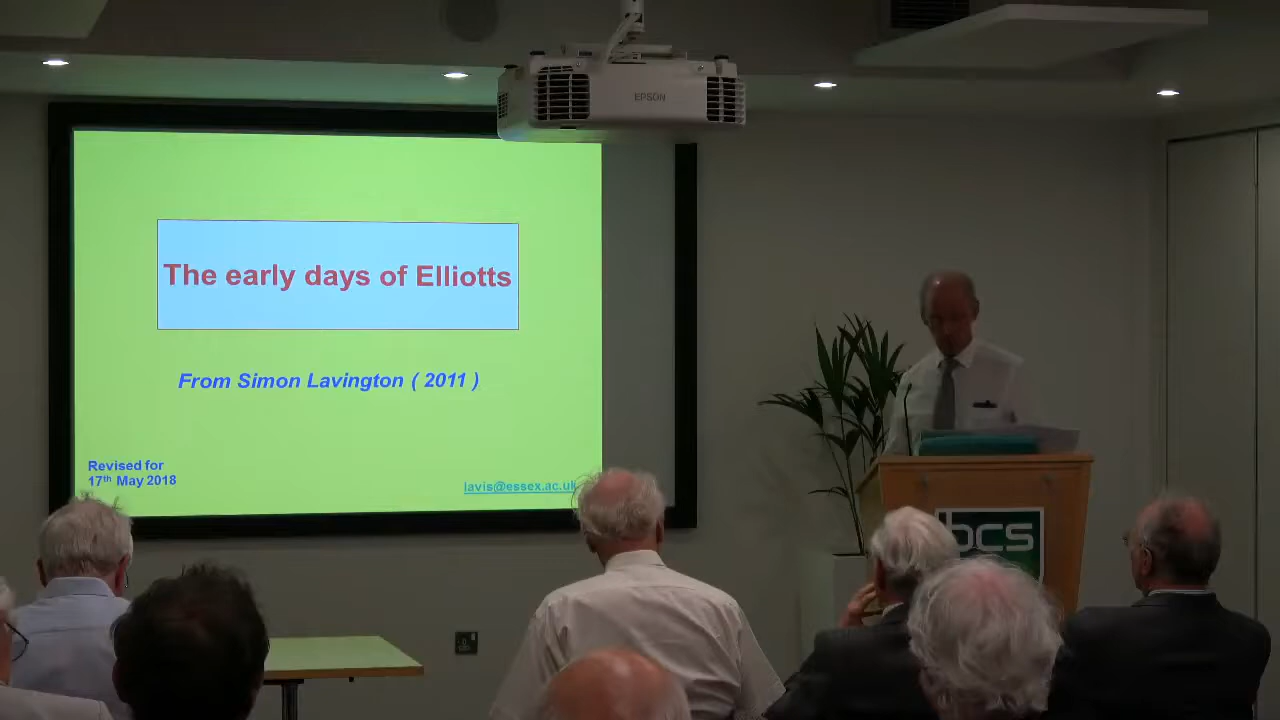 EPSON
The early days of Elliotts
From Simon Lavington ( 2011 )
Revised for
17th May 2018
lavis@essex.ac.uk
bcs